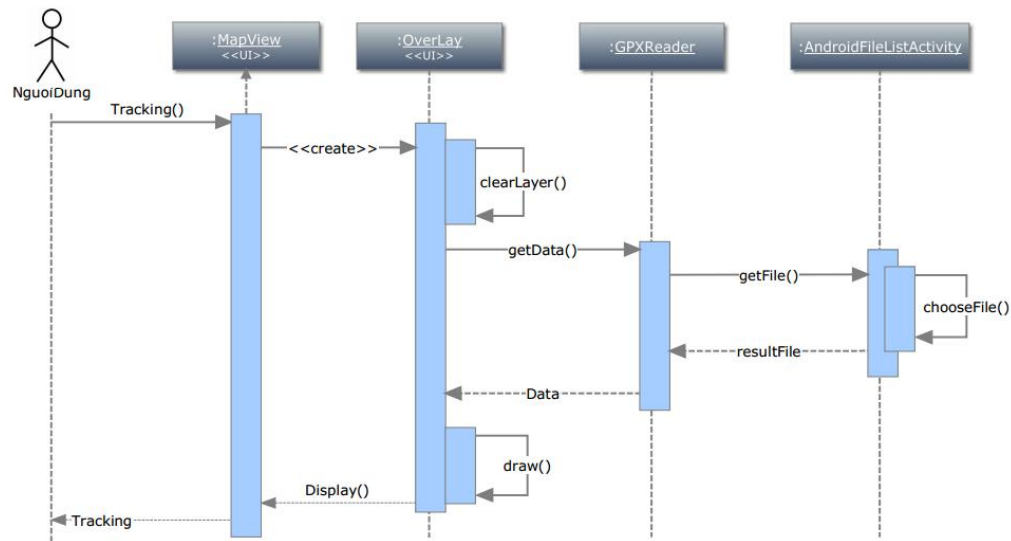 :MapView
<<UI>>
:OverLay
<<UI>>
:GPXReader
:AndroidFileListActivity
NguoiDung
Tracking()
<<create>>
clearLayer()
getData()
getFile()
chooseFile()
resultFile
Data
draw()
Display()
Tracking